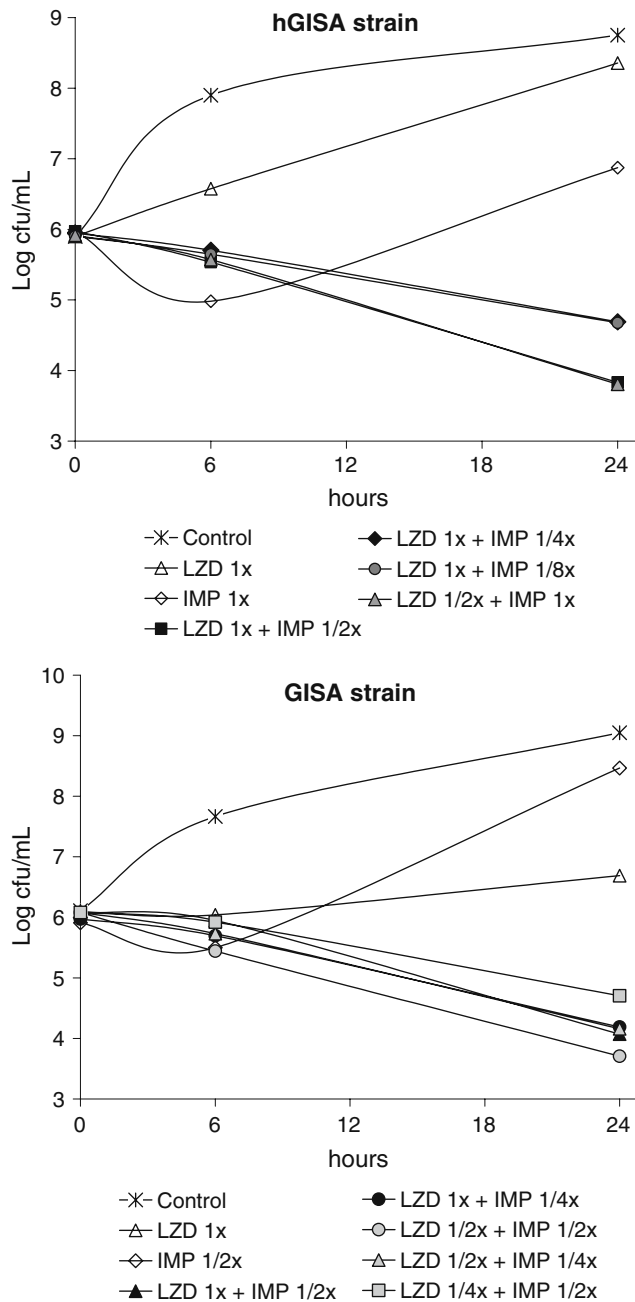 hGISA strain
9
8
7
6
5
4
3
Log cfu/mL
0 6 12 18 24
hours
Control
LZD 1x
IMP 1x
LZD 1x + IMP 1/2x
LZD 1x + IMP 1/4x
LZD 1x + IMP 1/8x
LZD 1/2x + IMP 1x
GISA strain
10
9
8
7
6
5
4
3
Log cfu/mL
0 6 12 18 24
hours
Control
LZD 1x
IMP 1/2x
LZD 1x + IMP 1/2x
LZD 1x + IMP 1/4x
LZD 1/2x + IMP 1/2x
LZD 1/2x + IMP 1/4x
LZD 1/4x + IMP 1/2x